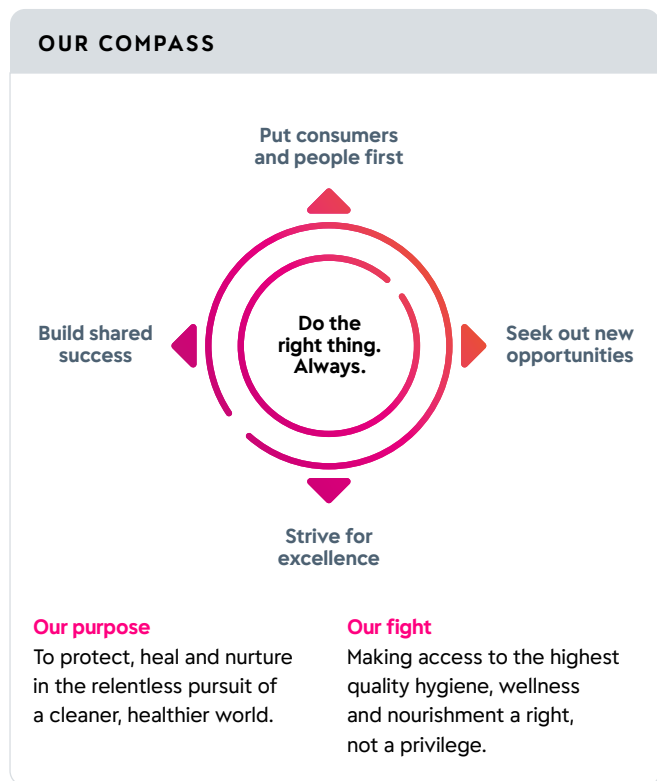 OUR COMPASS
Put consumers
and people first
Build shared
success
Do the
right thing.
Always.
Seek out new
opportunities
Strive for
excellence
Our purpose
To protect, heal and nurture
in the relentless pursuit of
a cleaner, healthier world.
Our fight
Making access to the highest
quality hygiene, wellness
and nourishment a right,
not a privilege.